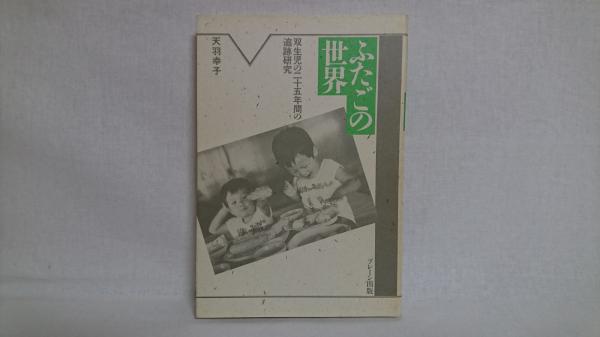 ふたごの
世界
双生児の二十五年間の
追跡研究
天羽幸子
ブレーン出版